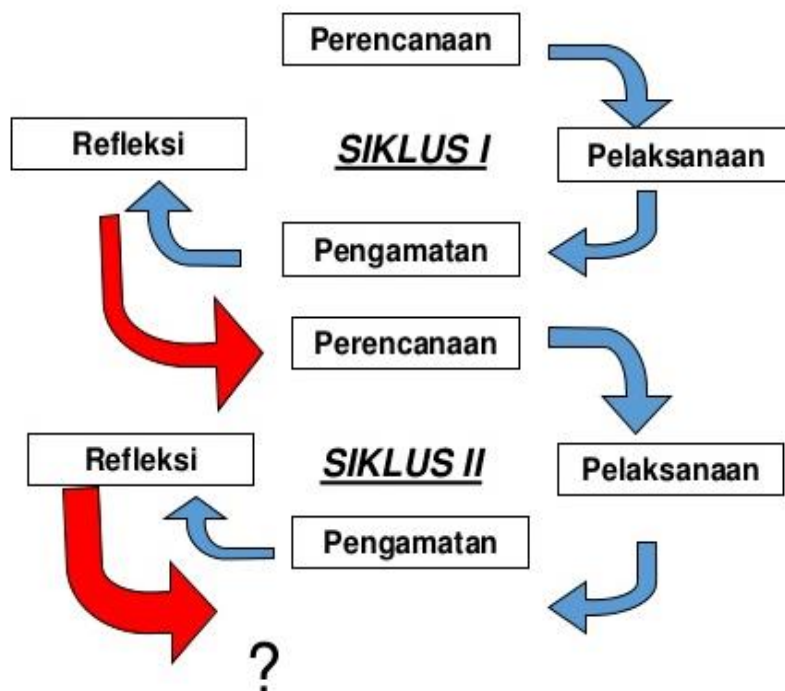 Perencanaan
Refleksi
SIKLUS I
Pelaksanaan
Pengamatan
Perencanaan
Refleksi
SIKLUS II
Pelaksanaan
Pengamatan
?